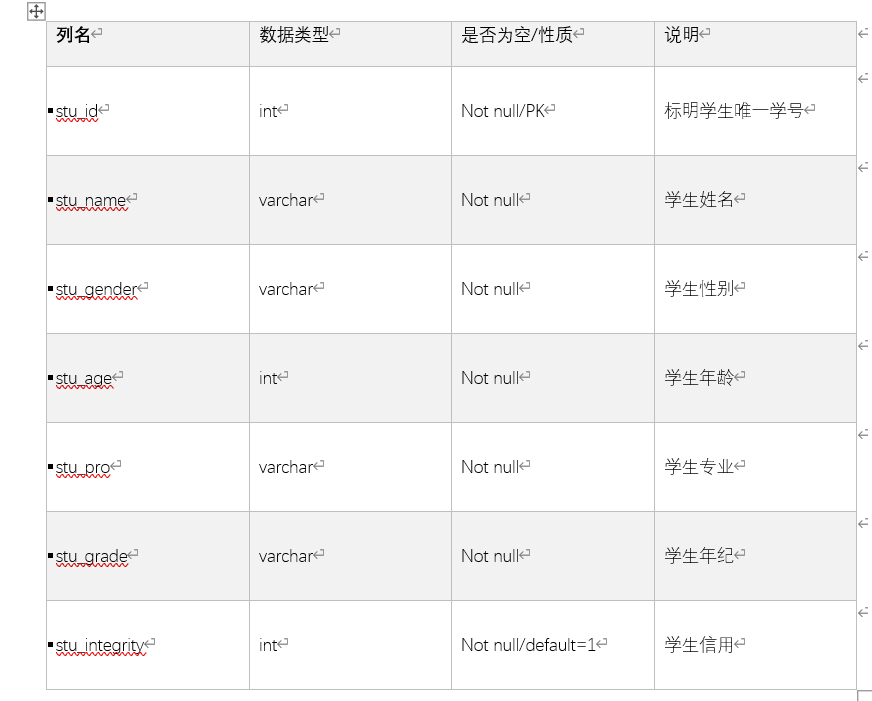 列名 数据类型 是否为空/性质 说明
stu_id int Not null/PK 标明学生唯一学号
stu_name varchar Not null 学生姓名
stu_gender varchar Not null 学生性别
stu_age int Not null 学生年龄
stu_pro varchar Not null 学生专业
stu_grade varchar Not null 学生年纪
stu_integrity int Not null/default=1 学生信用